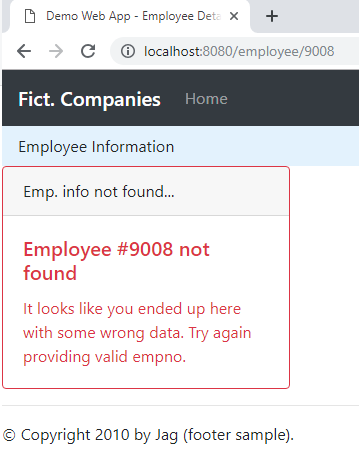 Demo Web App - Employee Deta
localhost:8080/employee/9008
Fict. Companies Home
Employee Information
Emp. info not found...
Employee #9008 not
found
It looks like you ended up here
with some wrong data. Try again
providing valid empno.
© Copyright 2010 by Jag (footer sample).